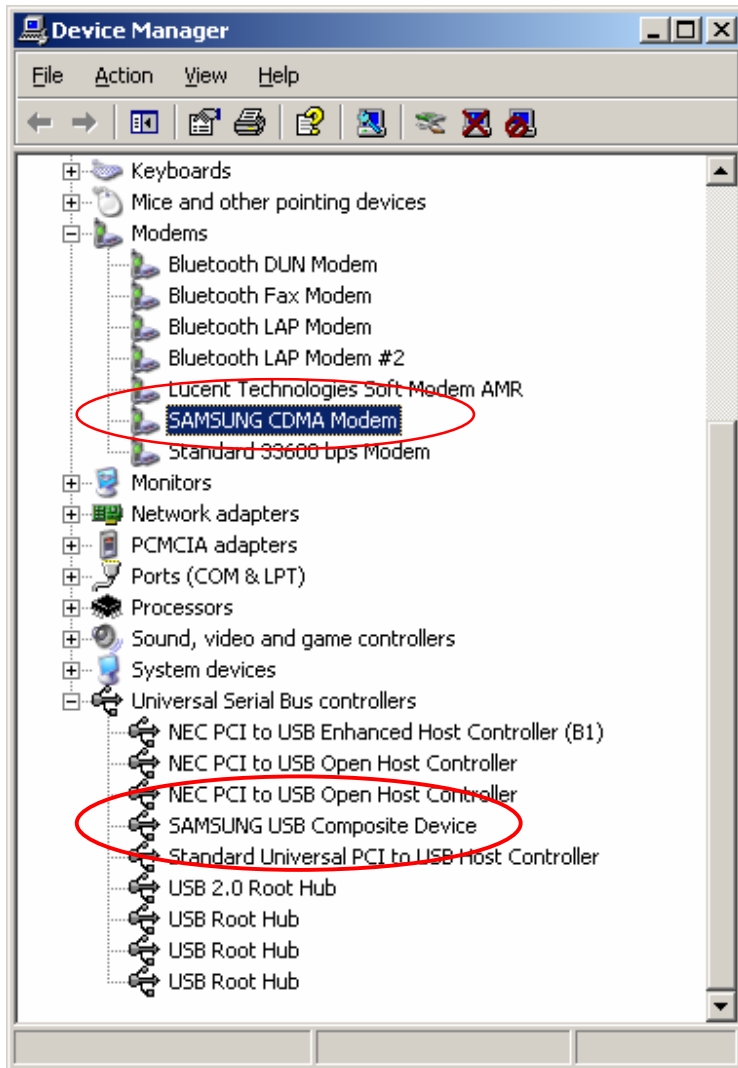 Device Manager
File Action View Help
Keyboards
Mice and other pointing devices
Modems
Bluetooth DUN Modem
Bluetooth Fax Modem
Bluetooth LAP Modem
Bluetooth LAP Modem #2
Lucent Technologies Soft Modem AMR
SAMSUNG CDMA Modem
Standard 33600 bps Modem
Monitors
Network adapters
PCMCIA adapters
Ports (COM & LPT)
Processors
Sound, video and game controllers
System devices
Universal Serial Bus controllers
NEC PCI to USB Enhanced Host Controller (B1)
NEC PCI to USB Open Host Controller
NEC PCI to USB Open Host Controller
SAMSUNG USB Composite Device
Standard Universal PCI to USB Host Controller
USB 2.0 Root Hub
USB Root Hub
USB Root Hub
USB Root Hub